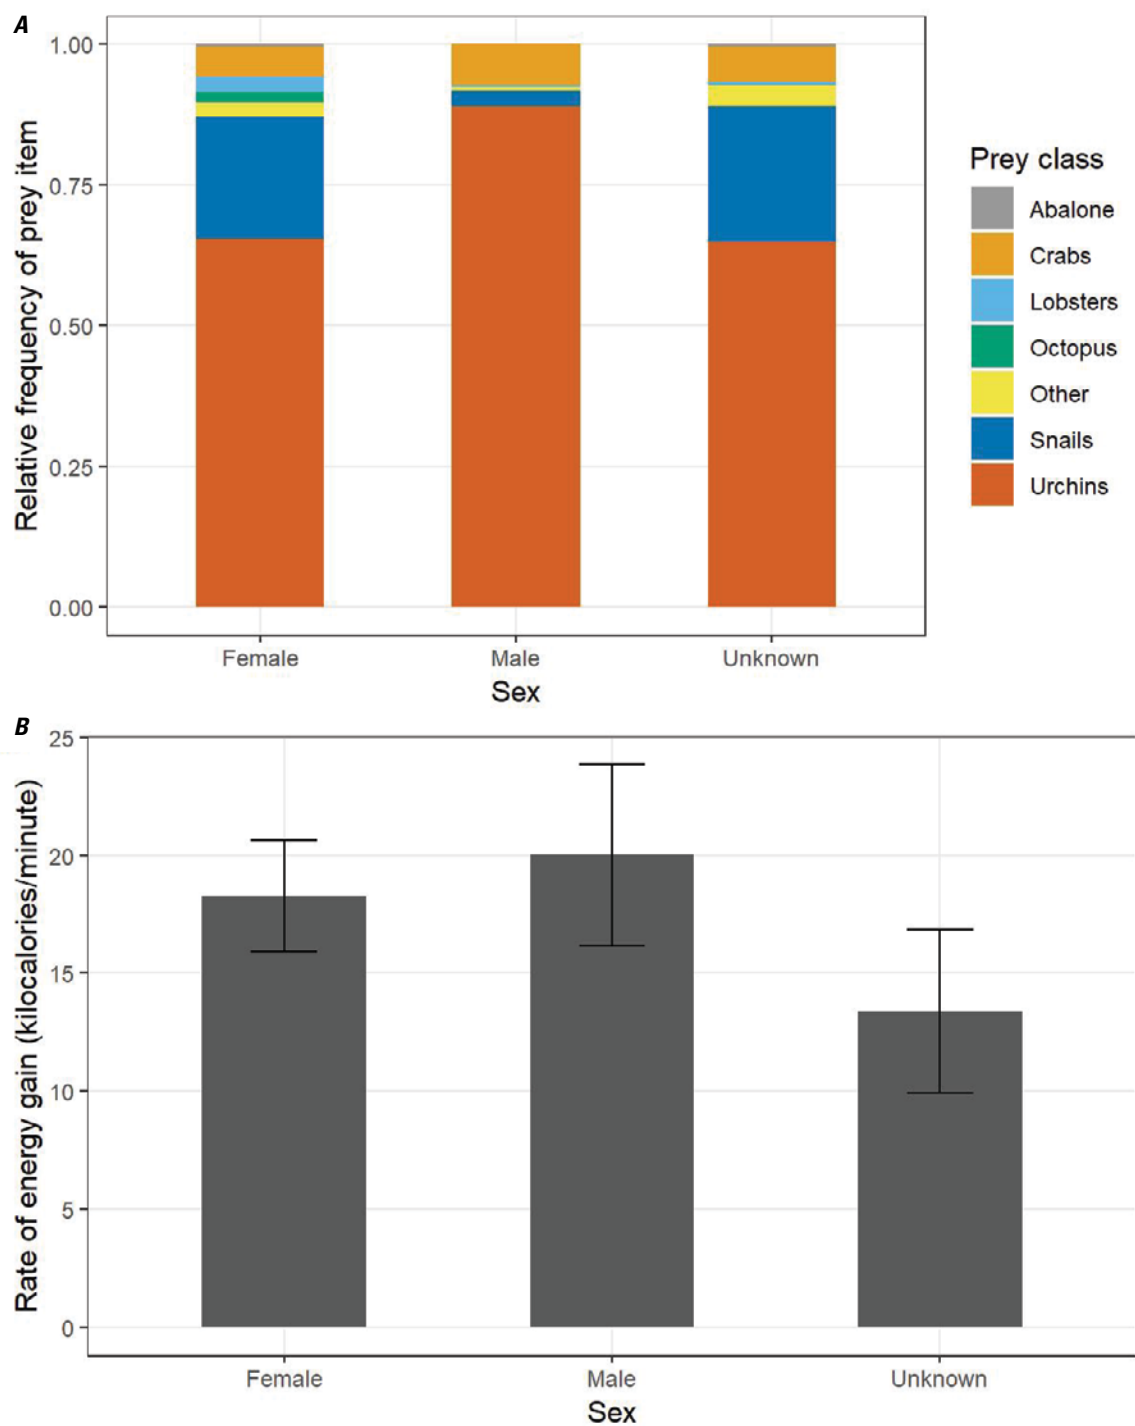 A
Relative frequency of prey item
1.00
0.75
0.50
0.25
0.00
Female Male Unknown
Sex
Prey class
Abalone
Crabs
Lobsters
Octopus
Other
Snails
Urchins
B
Rate of energy gain (kilocalories/minute)
25
20
15
10
5
0
Female Male Unknown
Sex